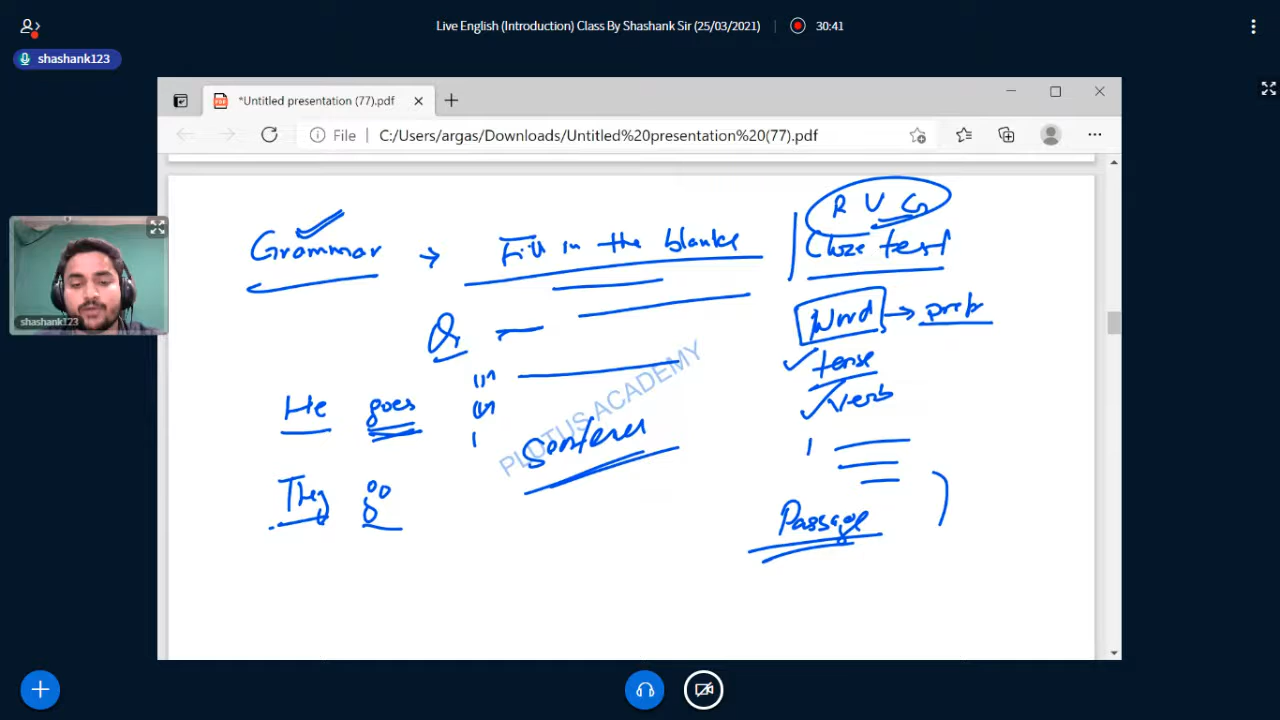 Live English (Introduction) Class By Shashank Sir (25/03/2021)
30:41
shashank123
*Untitled presentation (77).pdf
File
C:/Users/argas/Downloads/Untitled%20presentation%20(77).pdf
R V G
Grammar → Fill in the blanks
Cloze test
Word → prep
Q
tense
verb
He goes
Sentence
PLUTUS ACADEMY
They go
Passage
shashank123